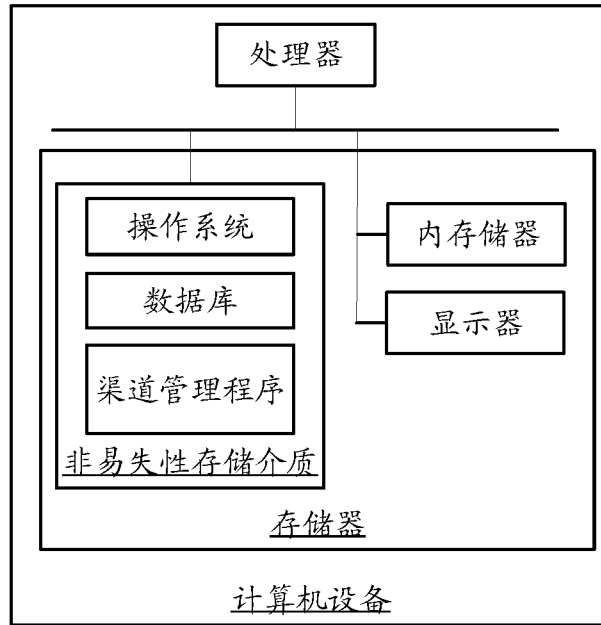 处理器
操作系统
数据库
渠道管理程序
非易失性存储介质
内存储器
显示器
存储器
计算机设备